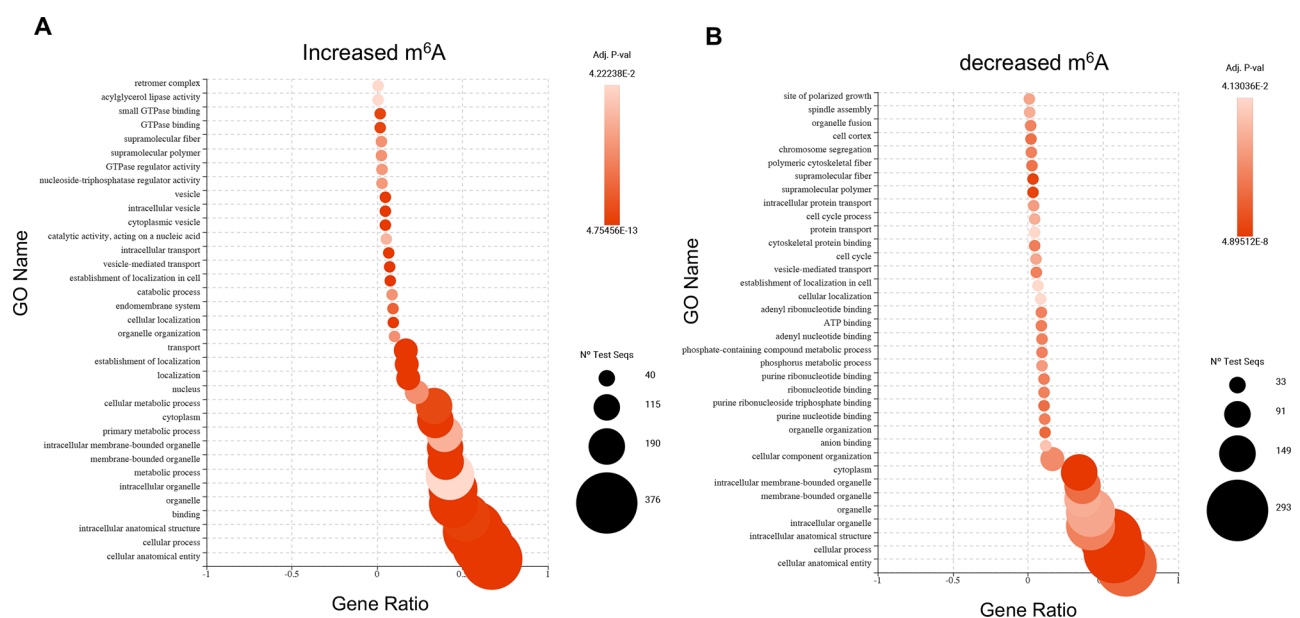 A
Increased m⁶A
Adj. P-val
4.22238E-2
4.75456E-13
GO Name
retromer complex
acylglycerol lipase activity
small GTPase binding
GTPase binding
supramolecular fiber
supramolecular polymer
GTPase regulator activity
nucleoside-triphosphatase regulator activity
vesicle
intracellular vesicle
cytoplasmic vesicle
catalytic activity, acting on a nucleic acid
intracellular transport
vesicle-mediated transport
establishment of localization in cell
catabolic process
endomembrane system
cellular localization
organelle organization
transport
establishment of localization
localization
nucleus
cellular metabolic process
cytoplasm
primary metabolic process
intracellular membrane-bounded organelle
membrane-bounded organelle
metabolic process
intracellular organelle
organelle
binding
intracellular anatomical structure
cellular process
cellular anatomical entity
-1 -0.5 0 0.5 1
Gene Ratio
Nº Test Seqs
40
115
190
376
B
decreased m⁶A
Adj. P-val
4.13036E-2
4.89512E-8
GO Name
site of polarized growth
spindle assembly
organelle fusion
cell cortex
chromosome segregation
polymeric cytoskeletal fiber
supramolecular fiber
supramolecular polymer
intracellular protein transport
cell cycle process
protein transport
cytoskeletal protein binding
cell cycle
vesicle-mediated transport
establishment of localization in cell
cellular localization
adenyl ribonucleotide binding
ATP binding
adenyl nucleotide binding
phosphate-containing compound metabolic process
phosphorus metabolic process
purine ribonucleotide binding
ribonucleotide binding
purine ribonucleoside triphosphate binding
purine nucleotide binding
organelle organization
anion binding
cellular component organization
cytoplasm
intracellular membrane-bounded organelle
membrane-bounded organelle
organelle
intracellular organelle
intracellular anatomical structure
cellular process
cellular anatomical entity
-1 -0.5 0 1
Gene Ratio
Nº Test Seqs
33
91
149
293